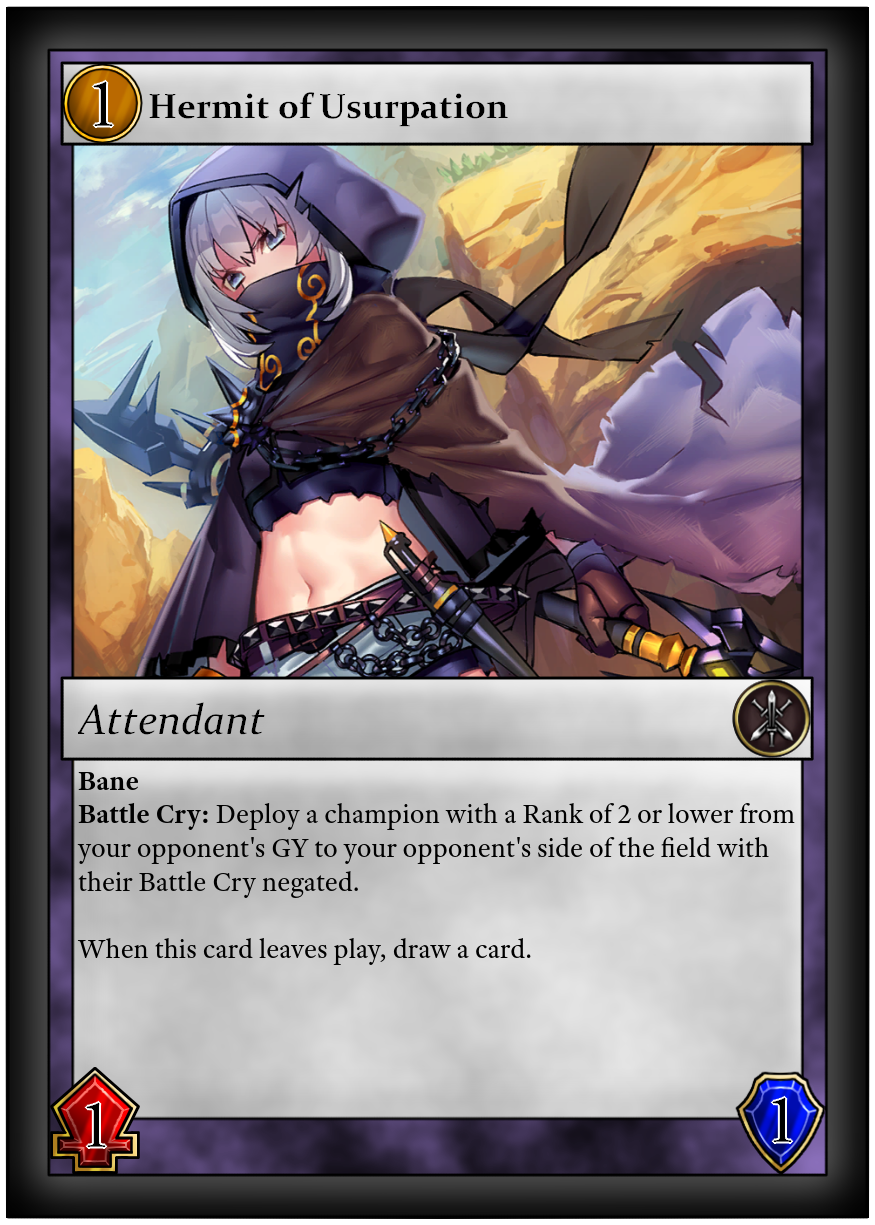 1 Hermit of Usurpation
Attendant
Bane
Battle Cry: Deploy a champion with a Rank of 2 or lower from
your opponent's GY to your opponent's side of the field with
their Battle Cry negated.
When this card leaves play, draw a card.
1 1